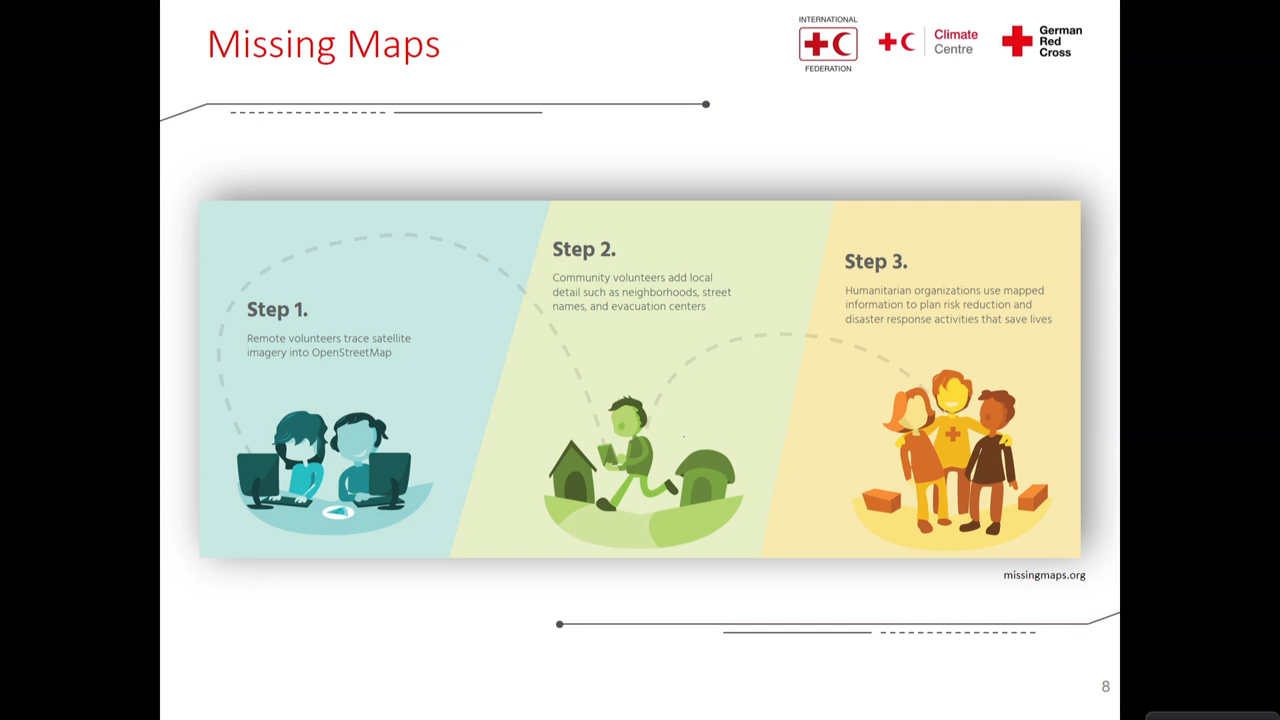 Missing Maps
INTERNATIONAL
FEDERATION
Climate
Centre
German
Red
Cross
Step 1.
Remote volunteers trace satellite
imagery into OpenStreetMap
Step 2.
Community volunteers add local
detail such as neighborhoods, street
names, and evacuation centers
Step 3.
Humanitarian organizations use mapped
information to plan risk reduction and
disaster response activities that save lives
missingmaps.org
8